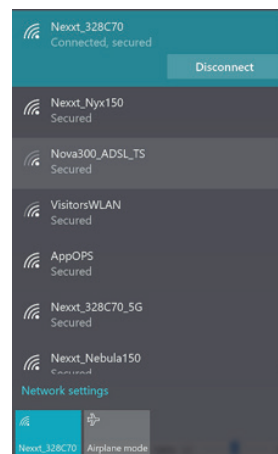 Nexxt_328C70
Connected, secured
Disconnect
Nexxt_Nyx150
Secured
Nova300_ADSL_TS
Secured
VisitorsWLAN
Secured
AppOPS
Secured
Nexxt_328C70_5G
Secured
Nexxt_Nebula150
Secured
Network settings
Nexxt_328C70
Airplane mode